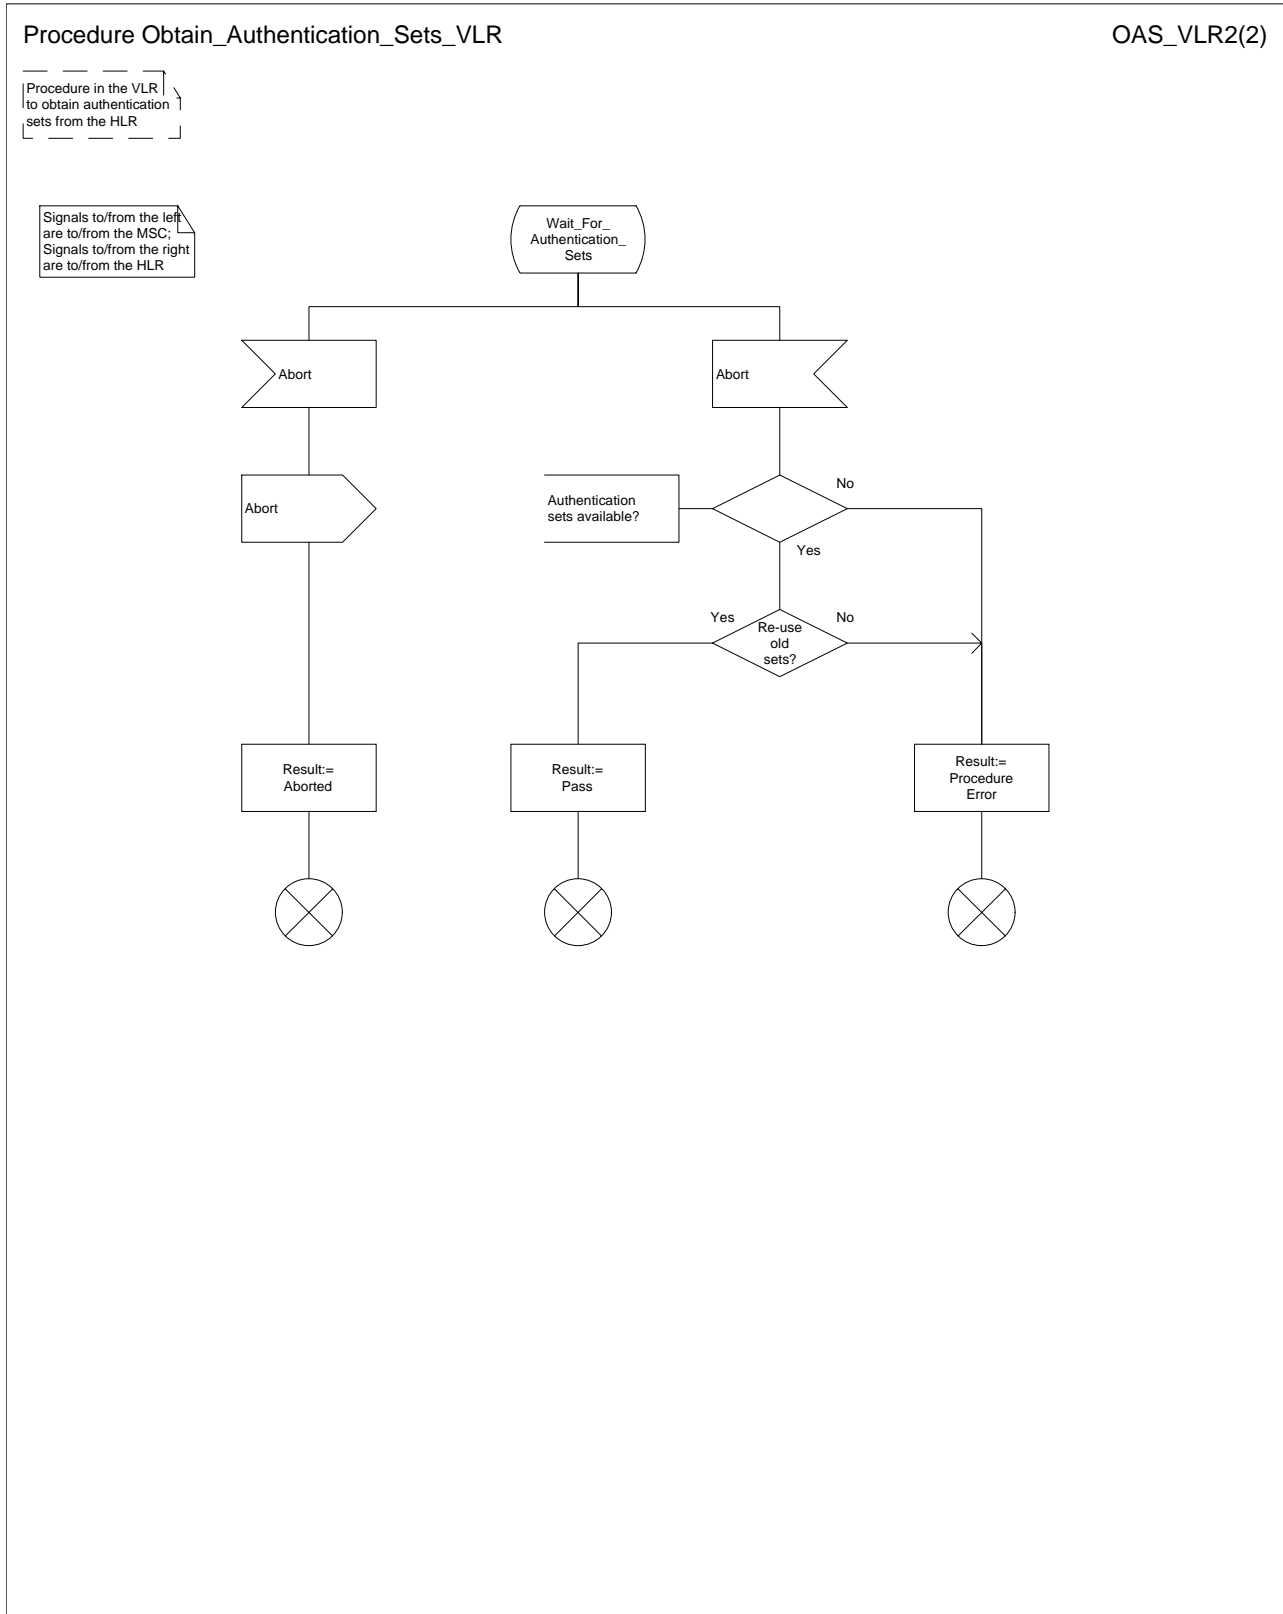 Procedure Obtain_Authentication_Sets_VLR
OAS_VLR2(2)
Procedure in the VLR
to obtain authentication
sets from the HLR
Signals to/from the left
are to/from the MSC;
Signals to/from the right
are to/from the HLR
Wait_For_
Authentication_
Sets
Abort
Abort
Abort
Authentication
sets available?
No
Yes
Yes
Re-use
old
sets?
No
Result:=
Aborted
Result:=
Pass
Result:=
Procedure
Error